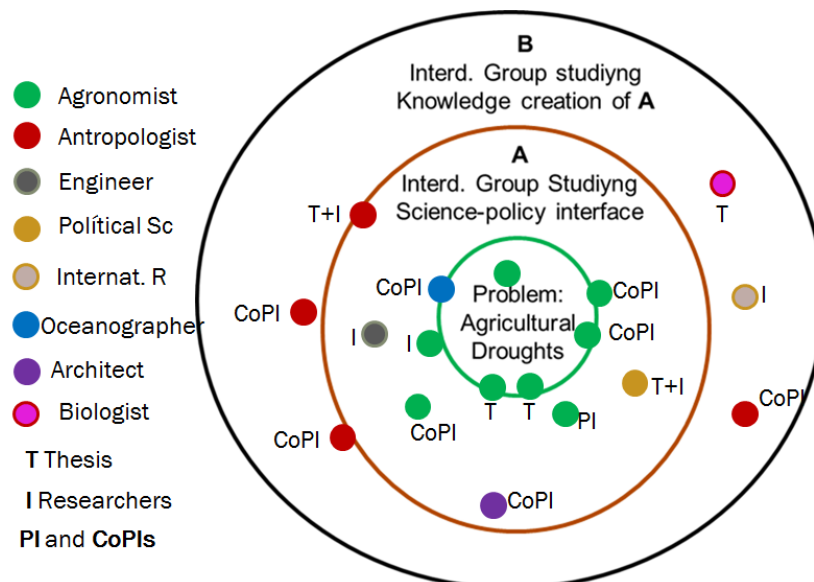 Agronomist
Antropologist
Engineer
Polítical Sc
Internat. R
Oceanographer
Architect
Biologist
T Thesis
I Researchers
PI and CoPIs
B
Interd. Group studiyng
Knowledge creation of A
A
Interd. Group Studiyng
Science-policy interface
T
T+I
CoPI
CoPI
Problem:
Agricultural
Droughts
CoPI
I
CoPI
I
I
CoPI
T+I
CoPI
T
T
PI
CoPI
CoPI
CoPI